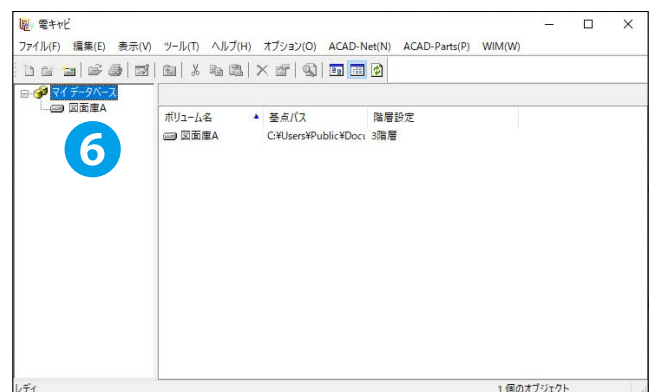 電キャビ
ファイル(F) 編集(E) 表示(V) ツール(T) ヘルプ(H) オプション(O) ACAD-Net(N) ACAD-Parts(P) WIM(W)
マイ データベース
図面庫A
6
ボリューム名 基点パス 階層設定
図面庫A C:¥Users¥Public¥Docu 3階層
レディ 1 個のオブジェクト